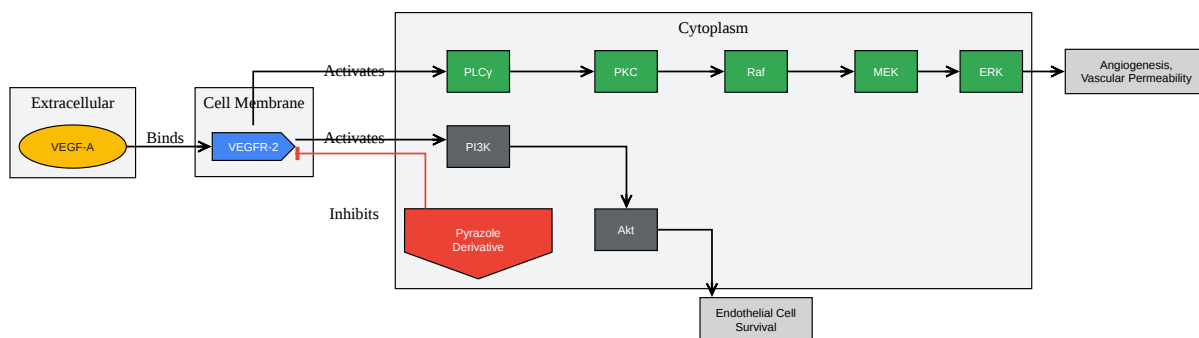 Cytoplasm
Activates
PLCγ
PKC
Raf
MEK
ERK
Angiogenesis,
Vascular Permeability
Extracellular
Cell Membrane
VEGF-A
Binds
VEGFR-2
Activates
PI3K
Inhibits
Pyrazole
Derivative
Akt
Endothelial Cell
Survival